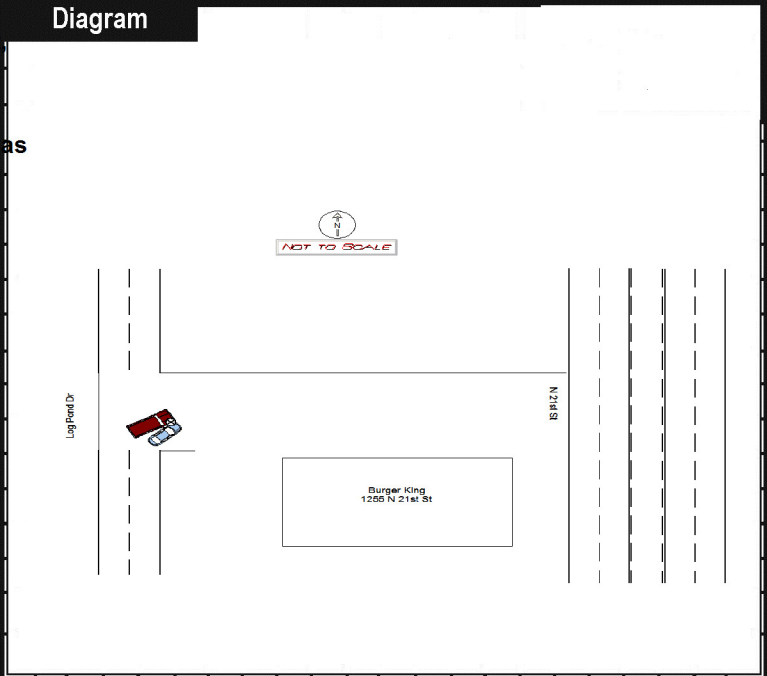 Diagram
as
N
NOT TO SCALE
Log Pond Dr
N 21st St
Burger King
1255 N 21st St